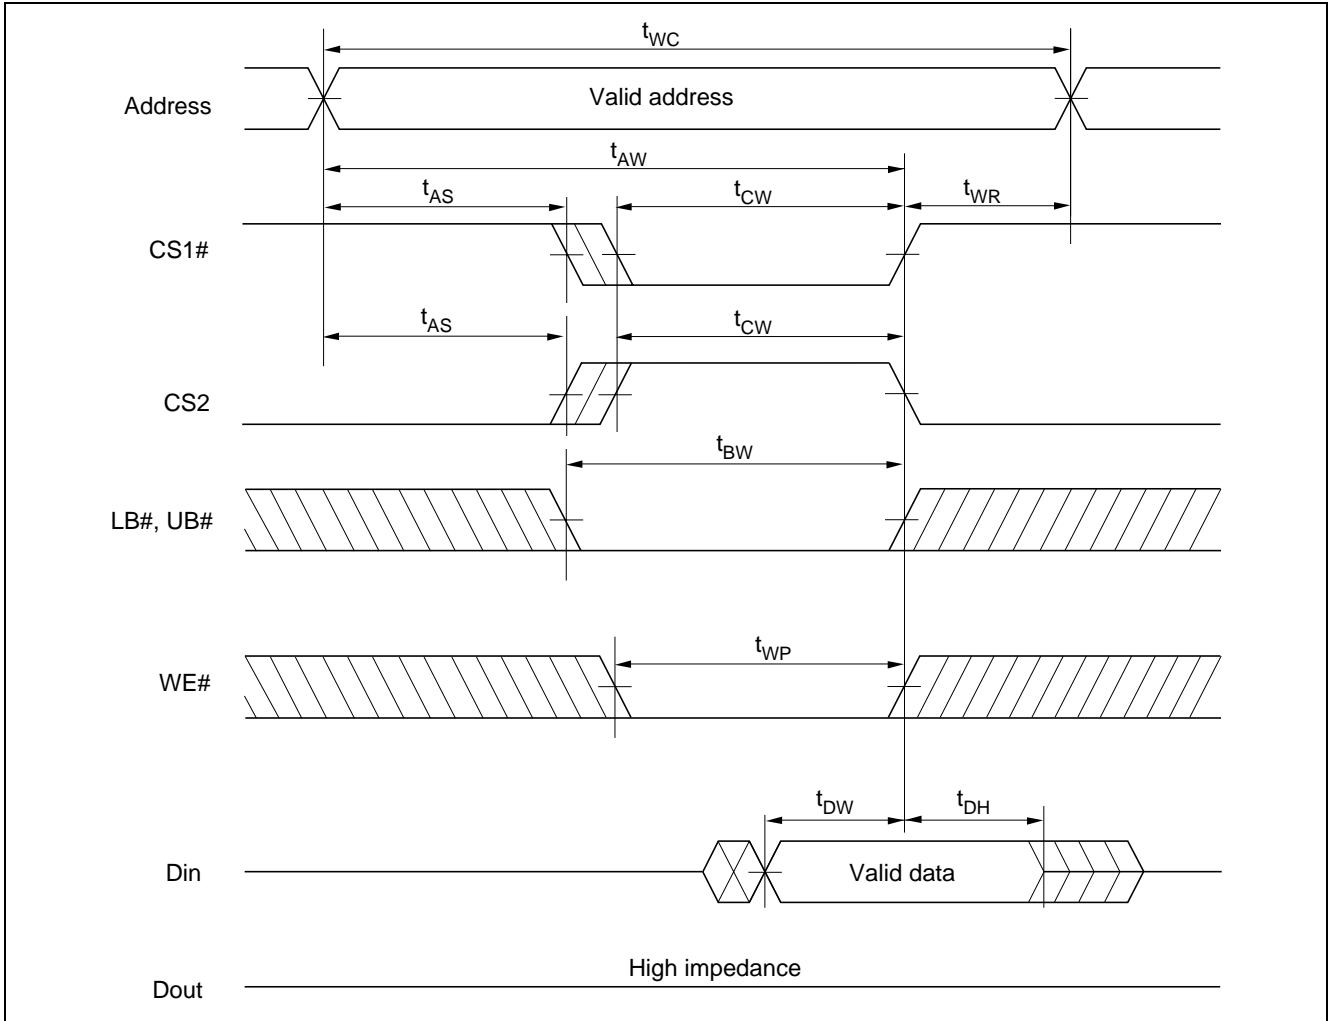 tWC
Address
Valid address
tAW
tAS
tCW
tWR
CS1#
tAS
tCW
CS2
tBW
LB#, UB#
tWP
WE#
tDW
tDH
Din
Valid data
High impedance
Dout